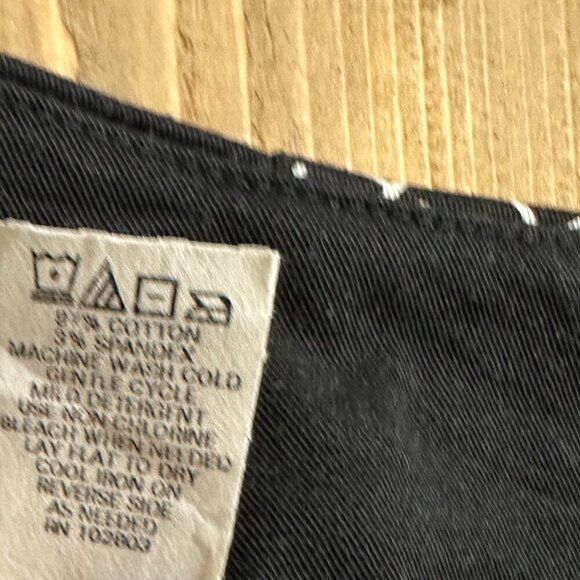 97% COTTON
3% SPANDEX
MACHINE WASH COLD
GENTLE CYCLE
MILD DETERGENT
USE NON-CHLORINE
BLEACH WHEN NEEDED
LAY FLAT TO DRY
COOL IRON ON
REVERSE SIDE
AS NEEDED
RN 102803